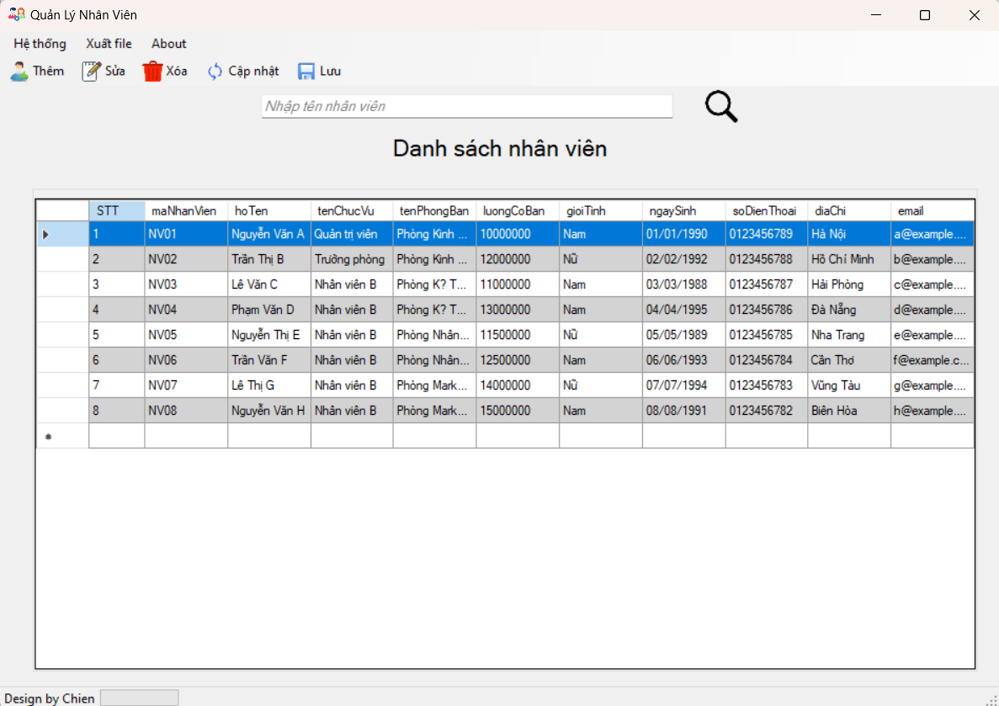 Quản Lý Nhân Viên
Hệ thống Xuất file About
Thêm Sửa Xóa Cập nhật Lưu
Nhập tên nhân viên
Danh sách nhân viên
STT maNhanVien hoTen tenChucVu tenPhongBan luongCoBan gioiTinh ngaySinh soDienThoai diaChi email
1 NV01 Nguyễn Văn A Quản trị viên Phòng Kinh ... 10000000 Nam 01/01/1990 0123456789 Hà Nội a@example....
2 NV02 Trần Thị B Trưởng phòng Phòng Kinh ... 12000000 Nữ 02/02/1992 0123456788 Hồ Chí Minh b@example....
3 NV03 Lê Văn C Nhân viên B Phòng K? T... 11000000 Nam 03/03/1988 0123456787 Hải Phòng c@example....
4 NV04 Phạm Văn D Nhân viên B Phòng K? T... 13000000 Nam 04/04/1995 0123456786 Đà Nẵng d@example....
5 NV05 Nguyễn Thị E Nhân viên B Phòng Nhân... 11500000 Nữ 05/05/1989 0123456785 Nha Trang e@example....
6 NV06 Trần Văn F Nhân viên B Phòng Nhân... 12500000 Nam 06/06/1993 0123456784 Cần Thơ f@example.c...
7 NV07 Lê Thị G Nhân viên B Phòng Mark... 14000000 Nữ 07/07/1994 0123456783 Vũng Tàu g@example....
8 NV08 Nguyễn Văn H Nhân viên B Phòng Mark... 15000000 Nam 08/08/1991 0123456782 Biên Hòa h@example....
Design by Chien